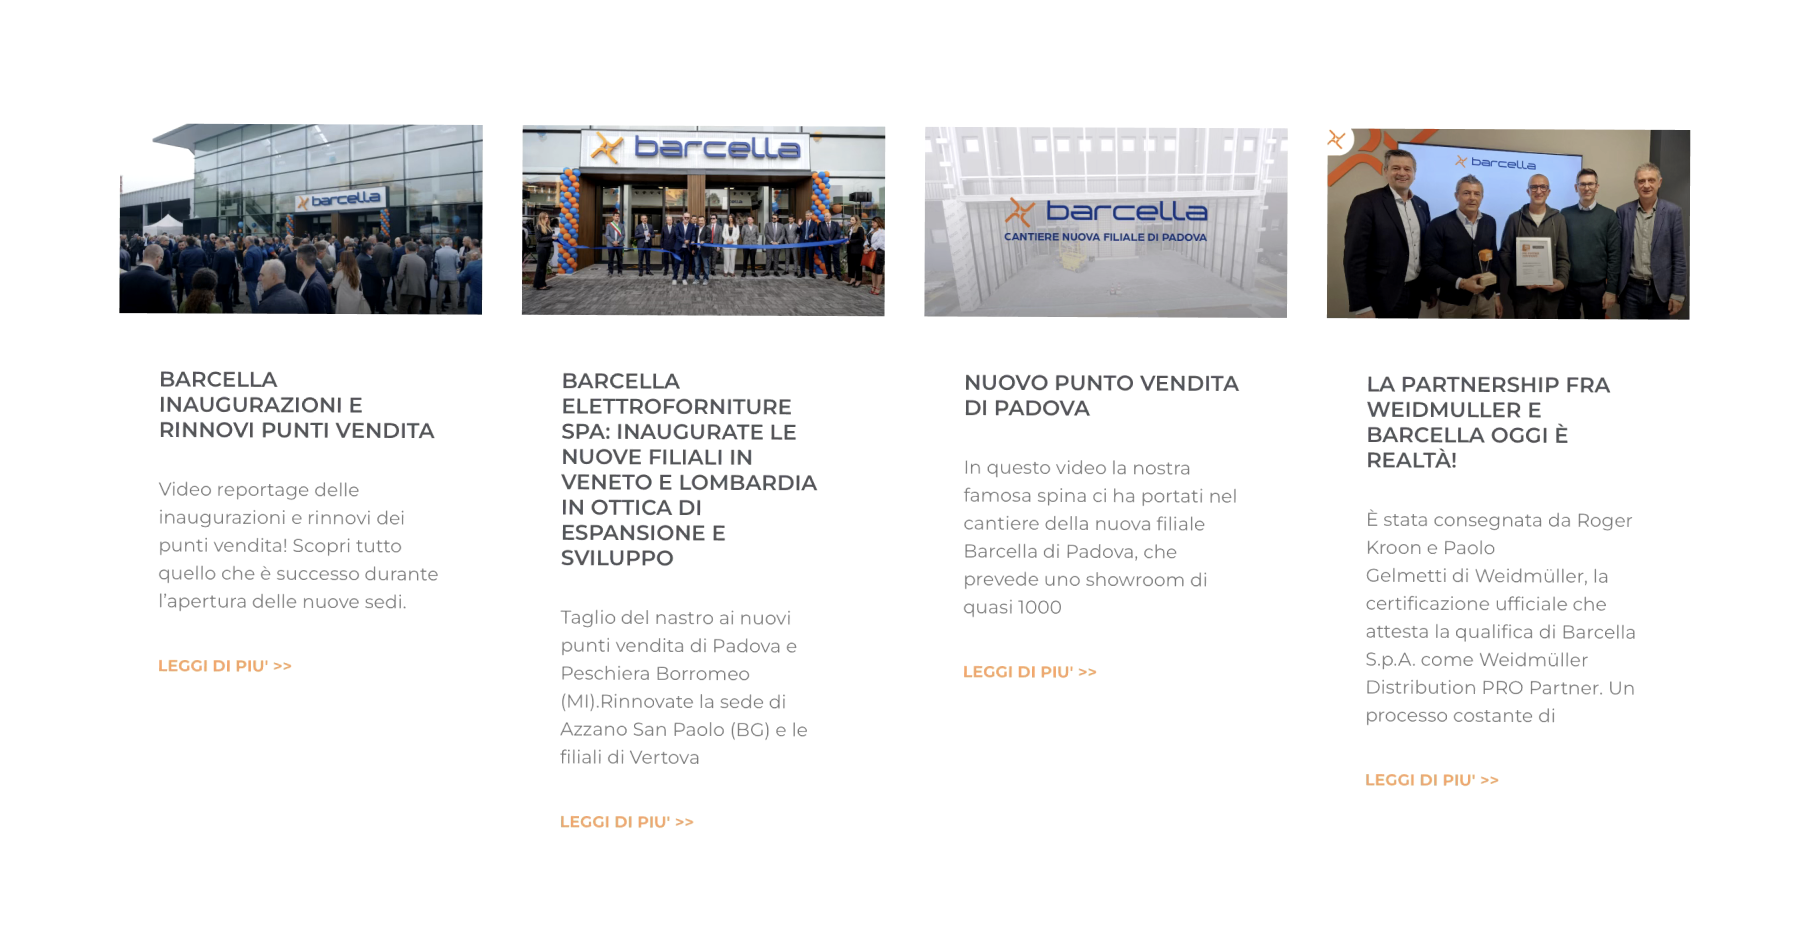 barcella
BARCELLA
INAUGURAZIONI E
RINNOVI PUNTI VENDITA
Video reportage delle
inaugurazioni e rinnovi dei
punti vendita! Scopri tutto
quello che è successo durante
l'apertura delle nuove sedi.
LEGGI DI PIU' >>
barcella
BARCELLA
ELETTROFORNITURE
SPA: INAUGURATE LE
NUOVE FILIALI IN
VENETO E LOMBARDIA
IN OTTICA DI
ESPANSIONE E
SVILUPPO
Taglio del nastro ai nuovi
punti vendita di Padova e
Peschiera Borromeo
(MI).Rinnovate la sede di
Azzano San Paolo (BG) e le
filiali di Vertova
LEGGI DI PIU' >>
barcella
CANTIERE NUOVA FILIALE DI PADOVA
NUOVO PUNTO VENDITA
DI PADOVA
In questo video la nostra
famosa spina ci ha portati nel
cantiere della nuova filiale
Barcella di Padova, che
prevede uno showroom di
quasi 1000
LEGGI DI PIU' >>
barcella
LA PARTNERSHIP FRA
WEIDMULLER E
BARCELLA OGGI È
REALTÀ!
È stata consegnata da Roger
Kroon e Paolo
Gelmetti di Weidmüller, la
certificazione ufficiale che
attesta la qualifica di Barcella
S.p.A. come Weidmüller
Distribution PRO Partner. Un
processo costante di
LEGGI DI PIU' >>